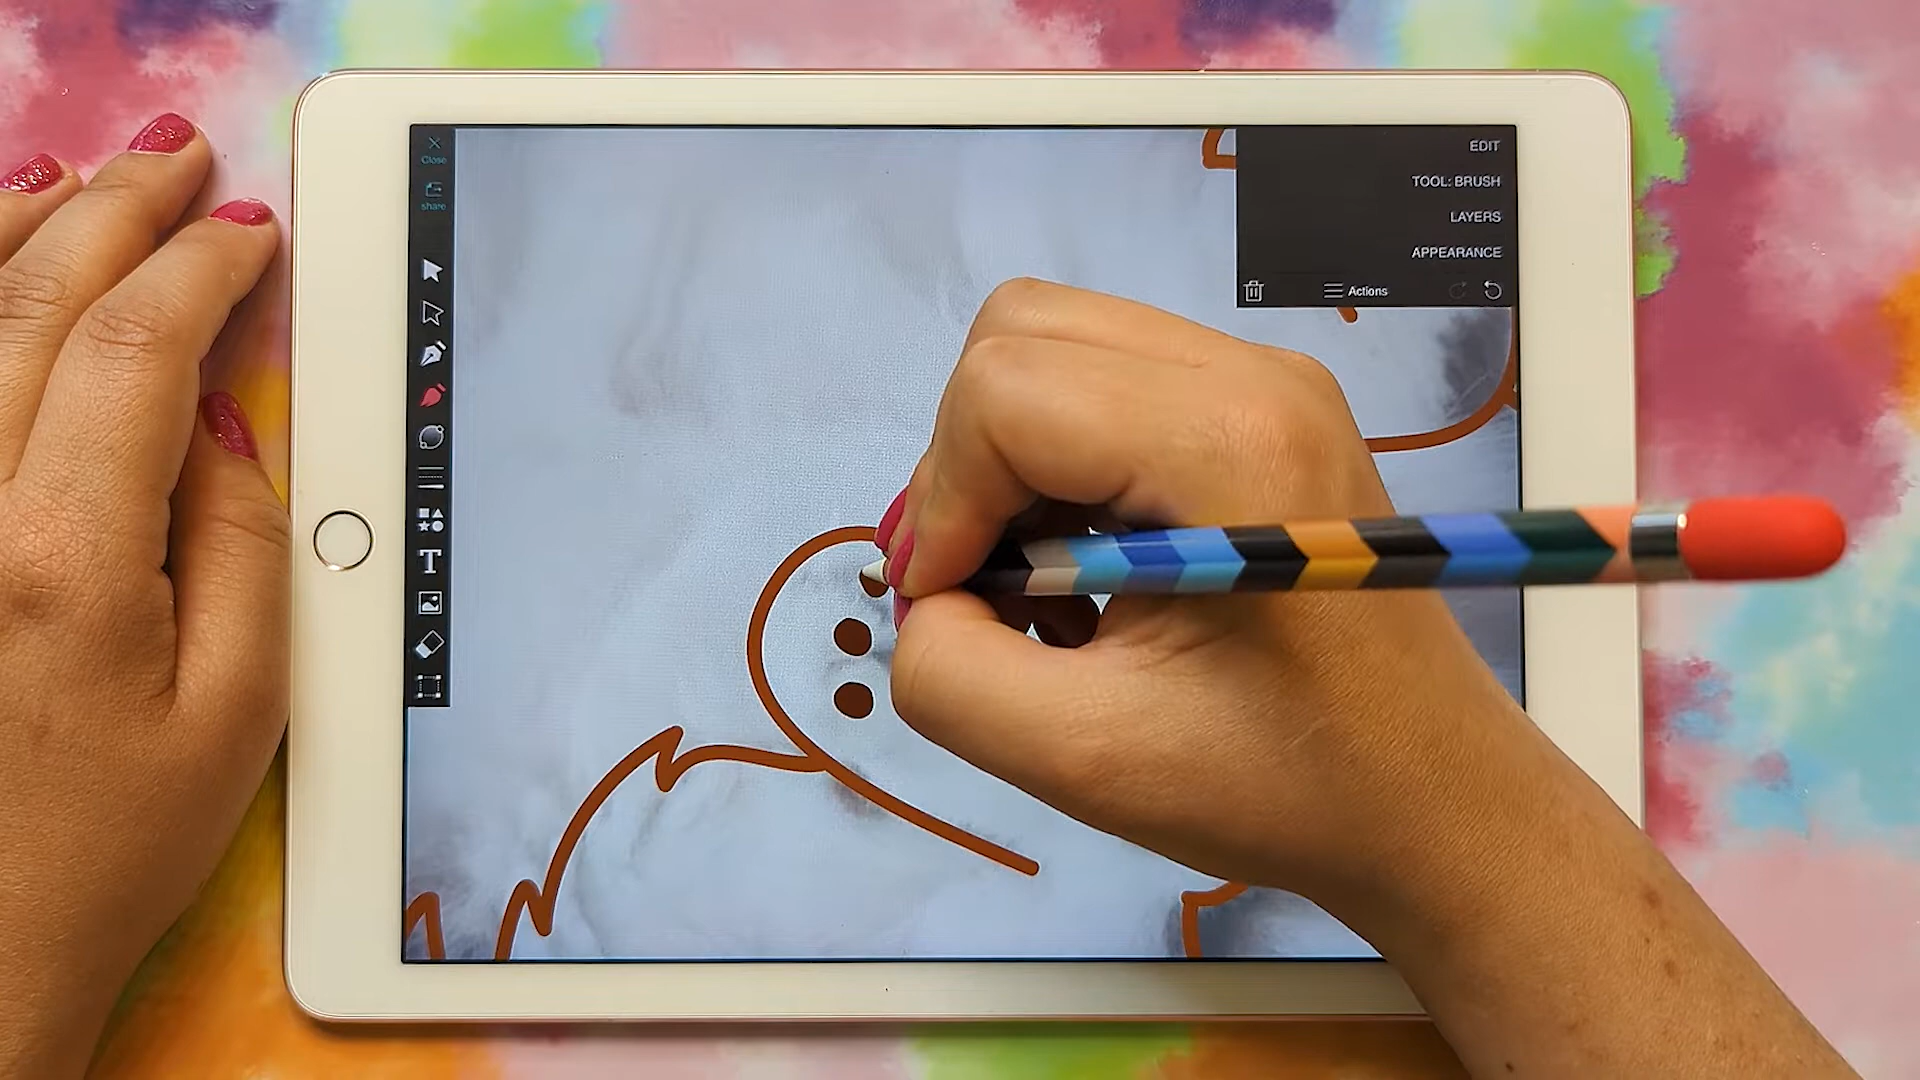 Close
share
T
EDIT
TOOL: BRUSH
LAYERS
APPEARANCE
Actions